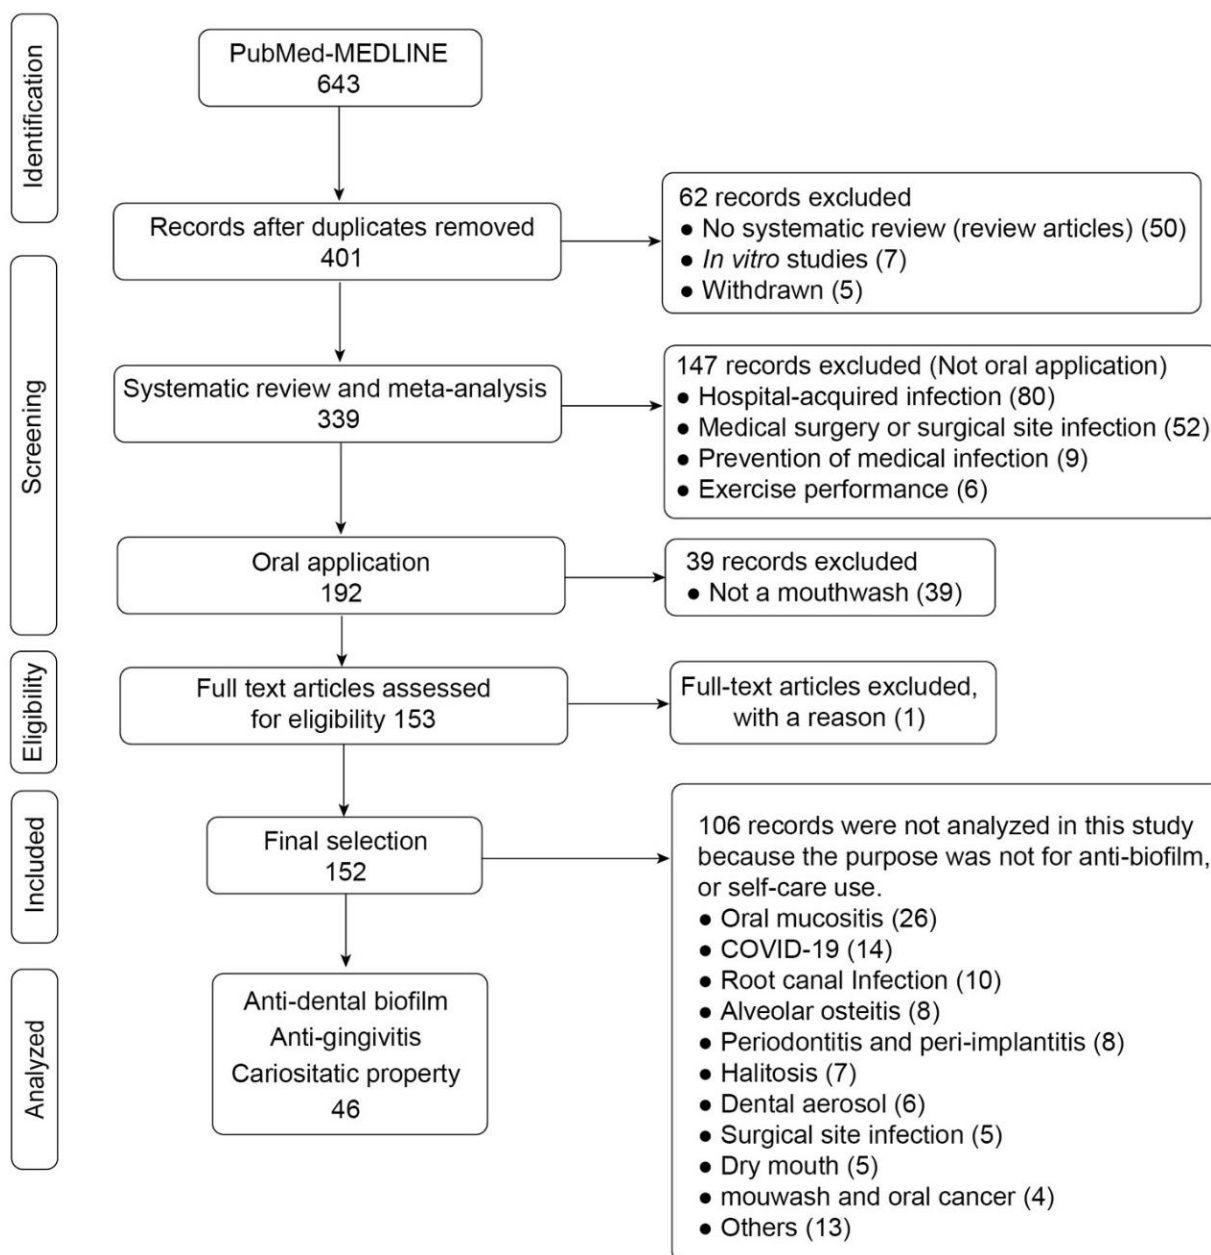 Identification
PubMed-MEDLINE
643
Records after duplicates removed
401
62 records excluded
● No systematic review (review articles) (50)
● In vitro studies (7)
● Withdrawn (5)
Screening
Systematic review and meta-analysis
339
147 records excluded (Not oral application)
● Hospital-acquired infection (80)
● Medical surgery or surgical site infection (52)
● Prevention of medical infection (9)
● Exercise performance (6)
Oral application
192
39 records excluded
● Not a mouthwash (39)
Eligibility
Full text articles assessed
for eligibility 153
Full-text articles excluded,
with a reason (1)
Included
Final selection
152
106 records were not analyzed in this study
because the purpose was not for anti-biofilm,
or self-care use.
● Oral mucositis (26)
● COVID-19 (14)
● Root canal Infection (10)
● Alveolar osteitis (8)
● Periodontitis and peri-implantitis (8)
● Halitosis (7)
● Dental aerosol (6)
● Surgical site infection (5)
● Dry mouth (5)
● mouwash and oral cancer (4)
● Others (13)
Analyzed
Anti-dental biofilm
Anti-gingivitis
Cariositatic property
46